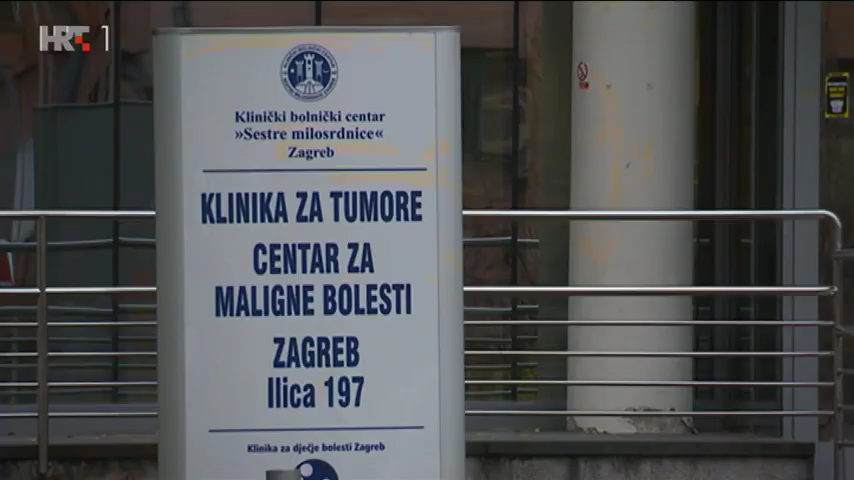 HRT 1
Klinički bolnički centar
»Sestre milosrdnice«
Zagreb
KLINIKA ZA TUMORE
CENTAR ZA
MALIGNE BOLESTI
ZAGREB
Ilica 197
Klinika za dječje bolesti Zagreb